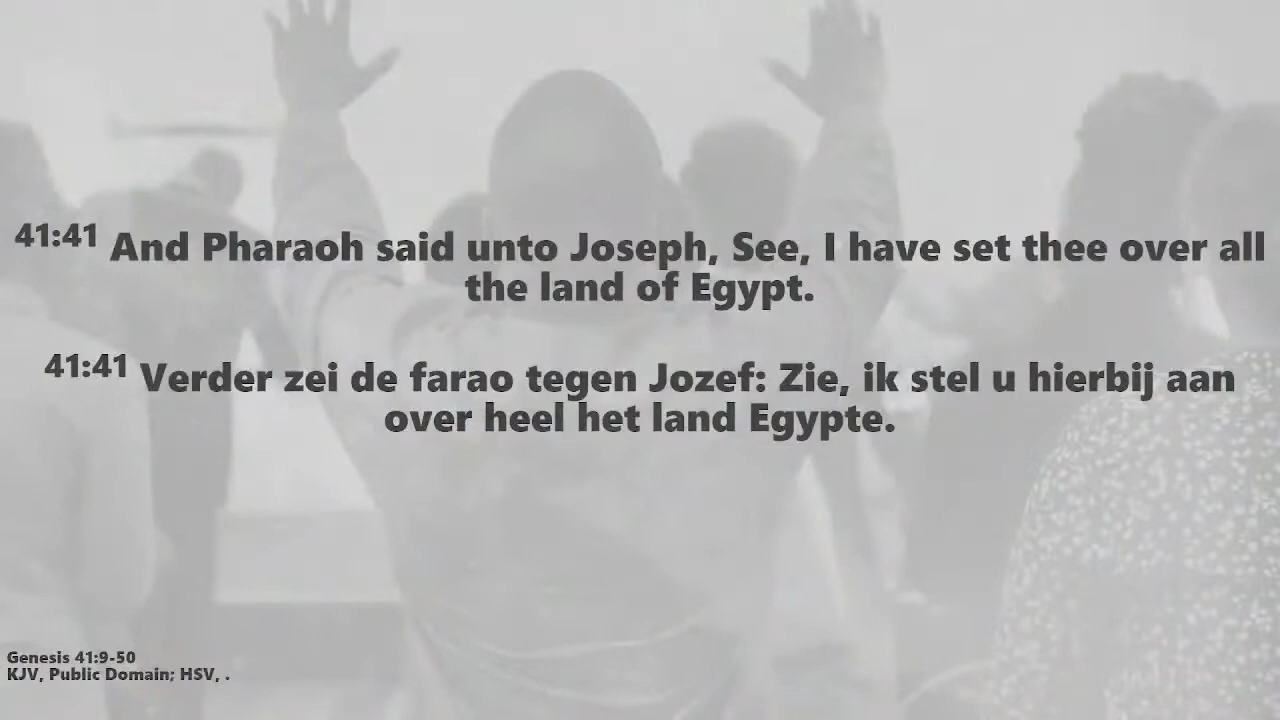 41:41 And Pharaoh said unto Joseph, See, I have set thee over all
the land of Egypt.
41:41 Verder zei de farao tegen Jozef: Zie, ik stel u hierbij aan
over heel het land Egypte.
Genesis 41:9-50
KJV, Public Domain; HSV, .